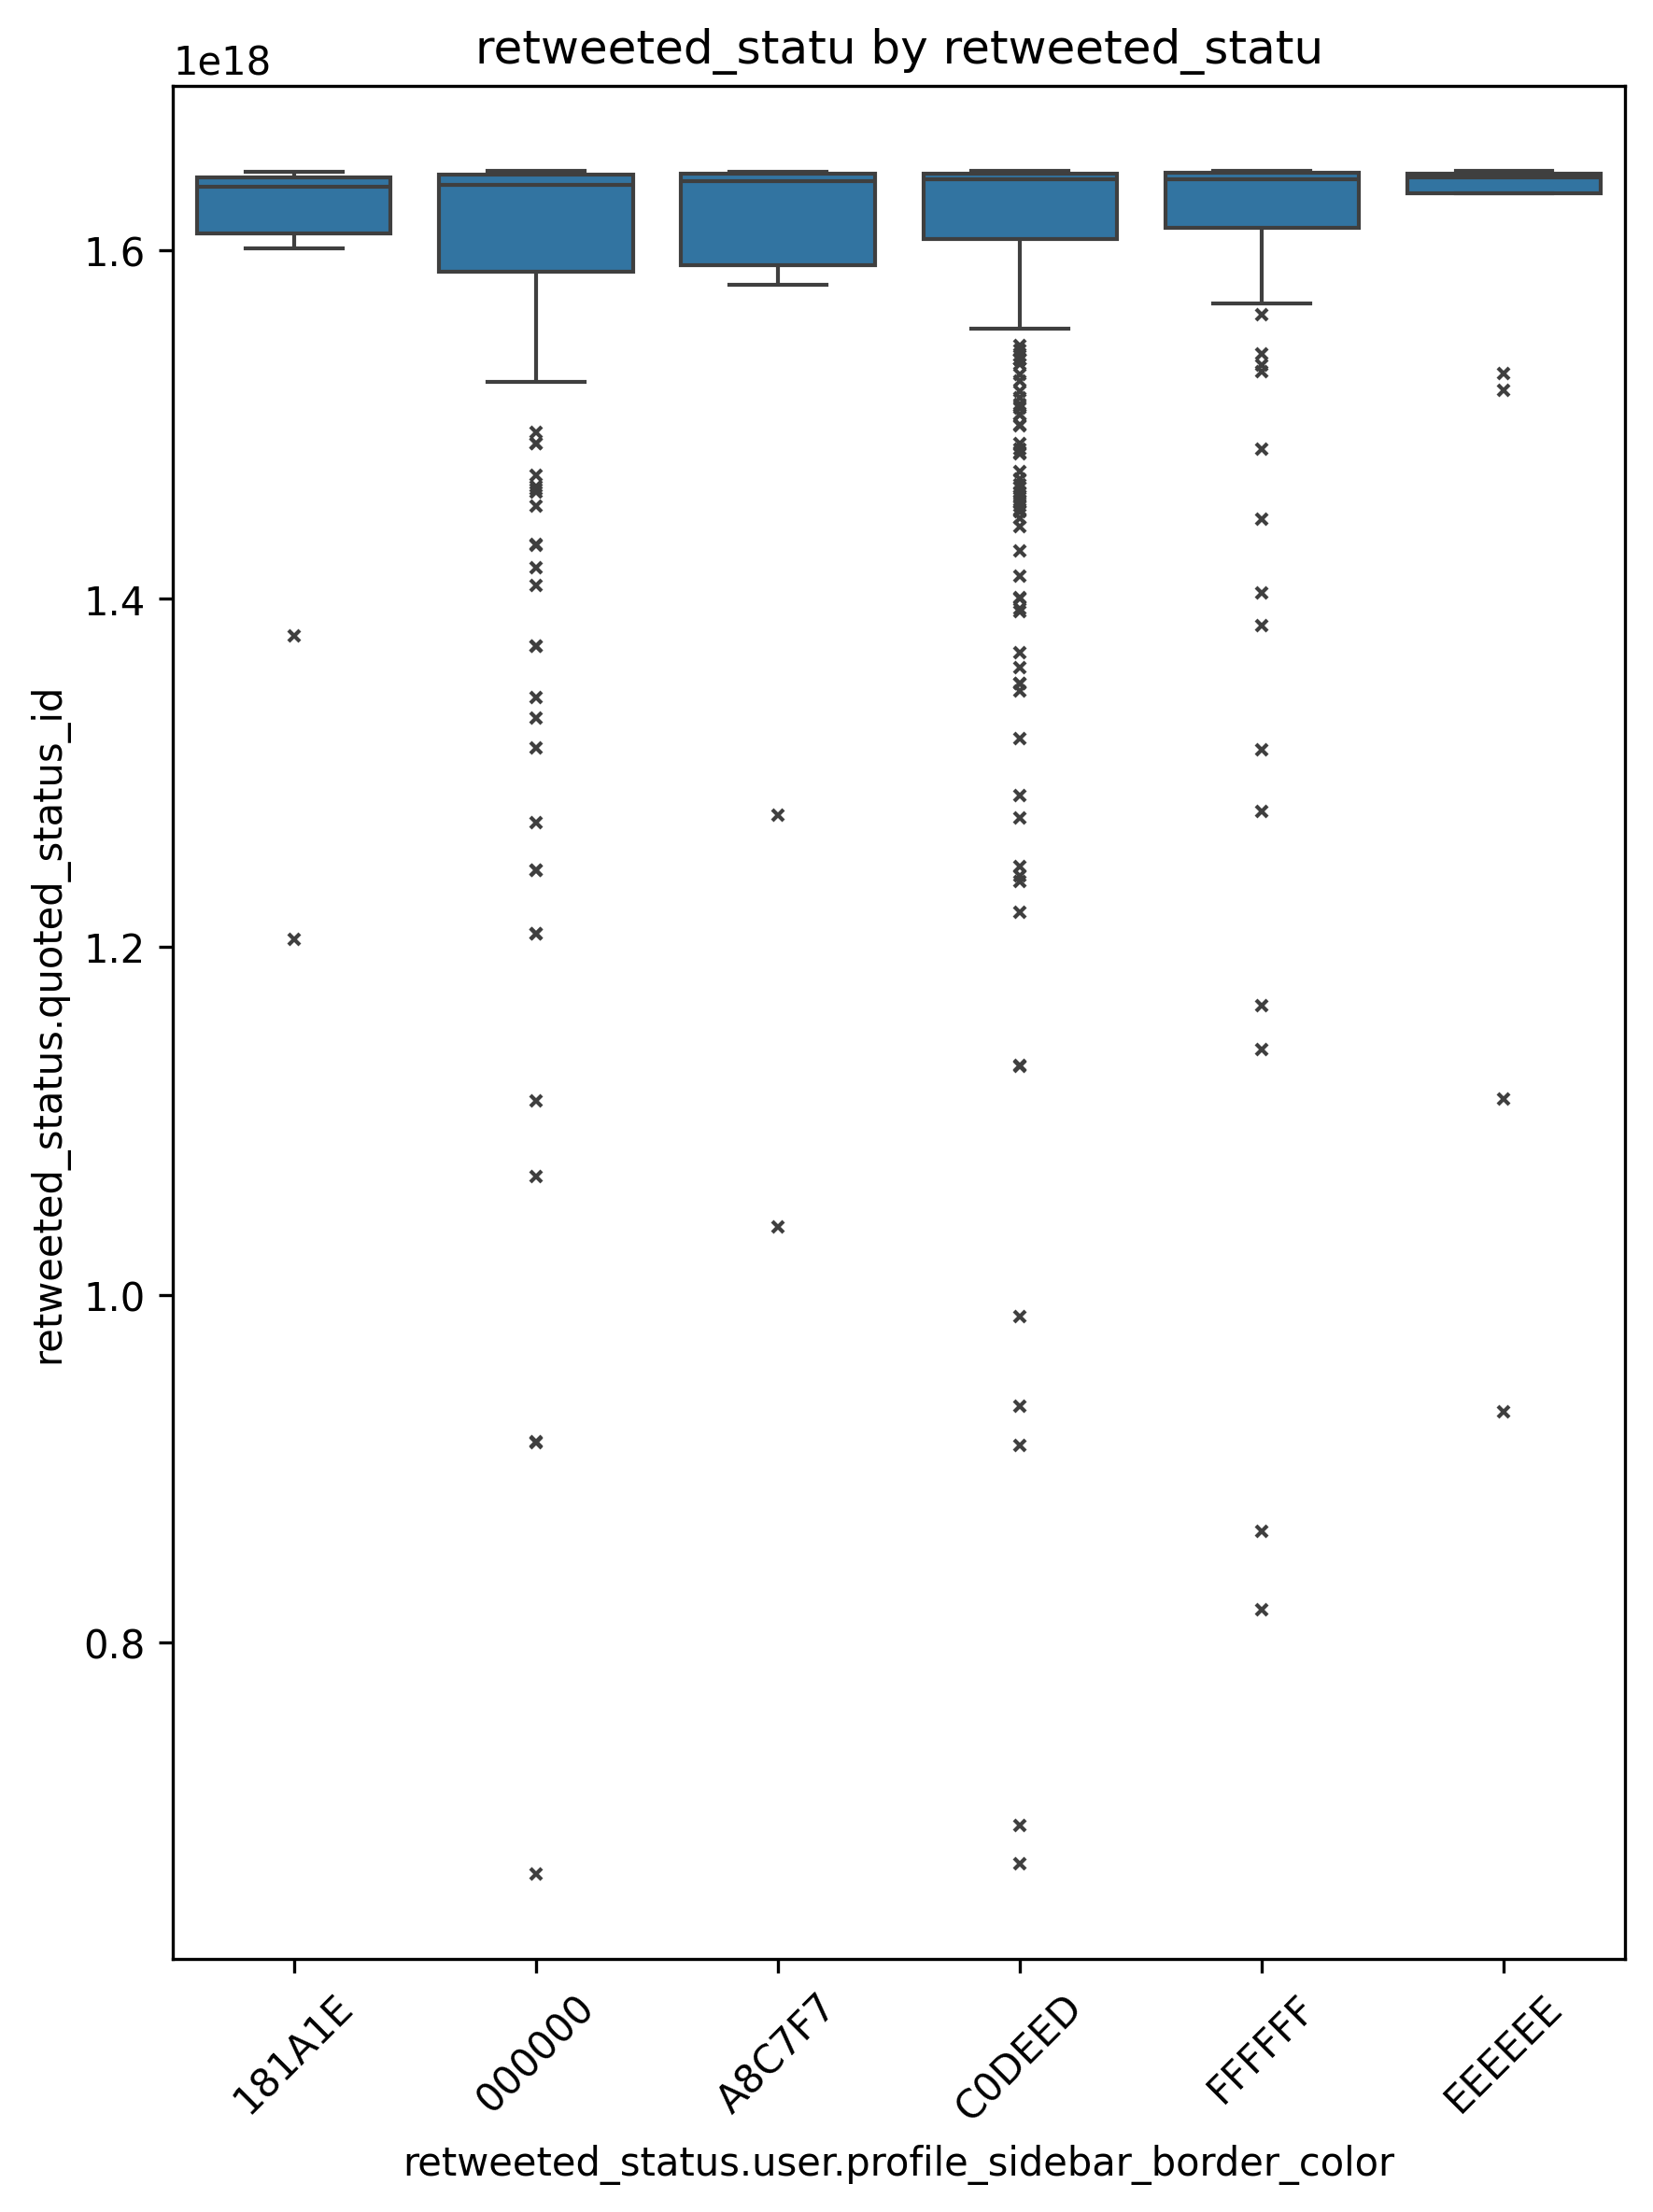 retweeted_statu by retweeted_statu
1e18
1.6
1.4
1.2
1.0
0.8
retweeted_status.quoted_status_id
181A1E
000000
A8C7F7
C0DEED
FFFFFF
EEEEEE
retweeted_status.user.profile_sidebar_border_color